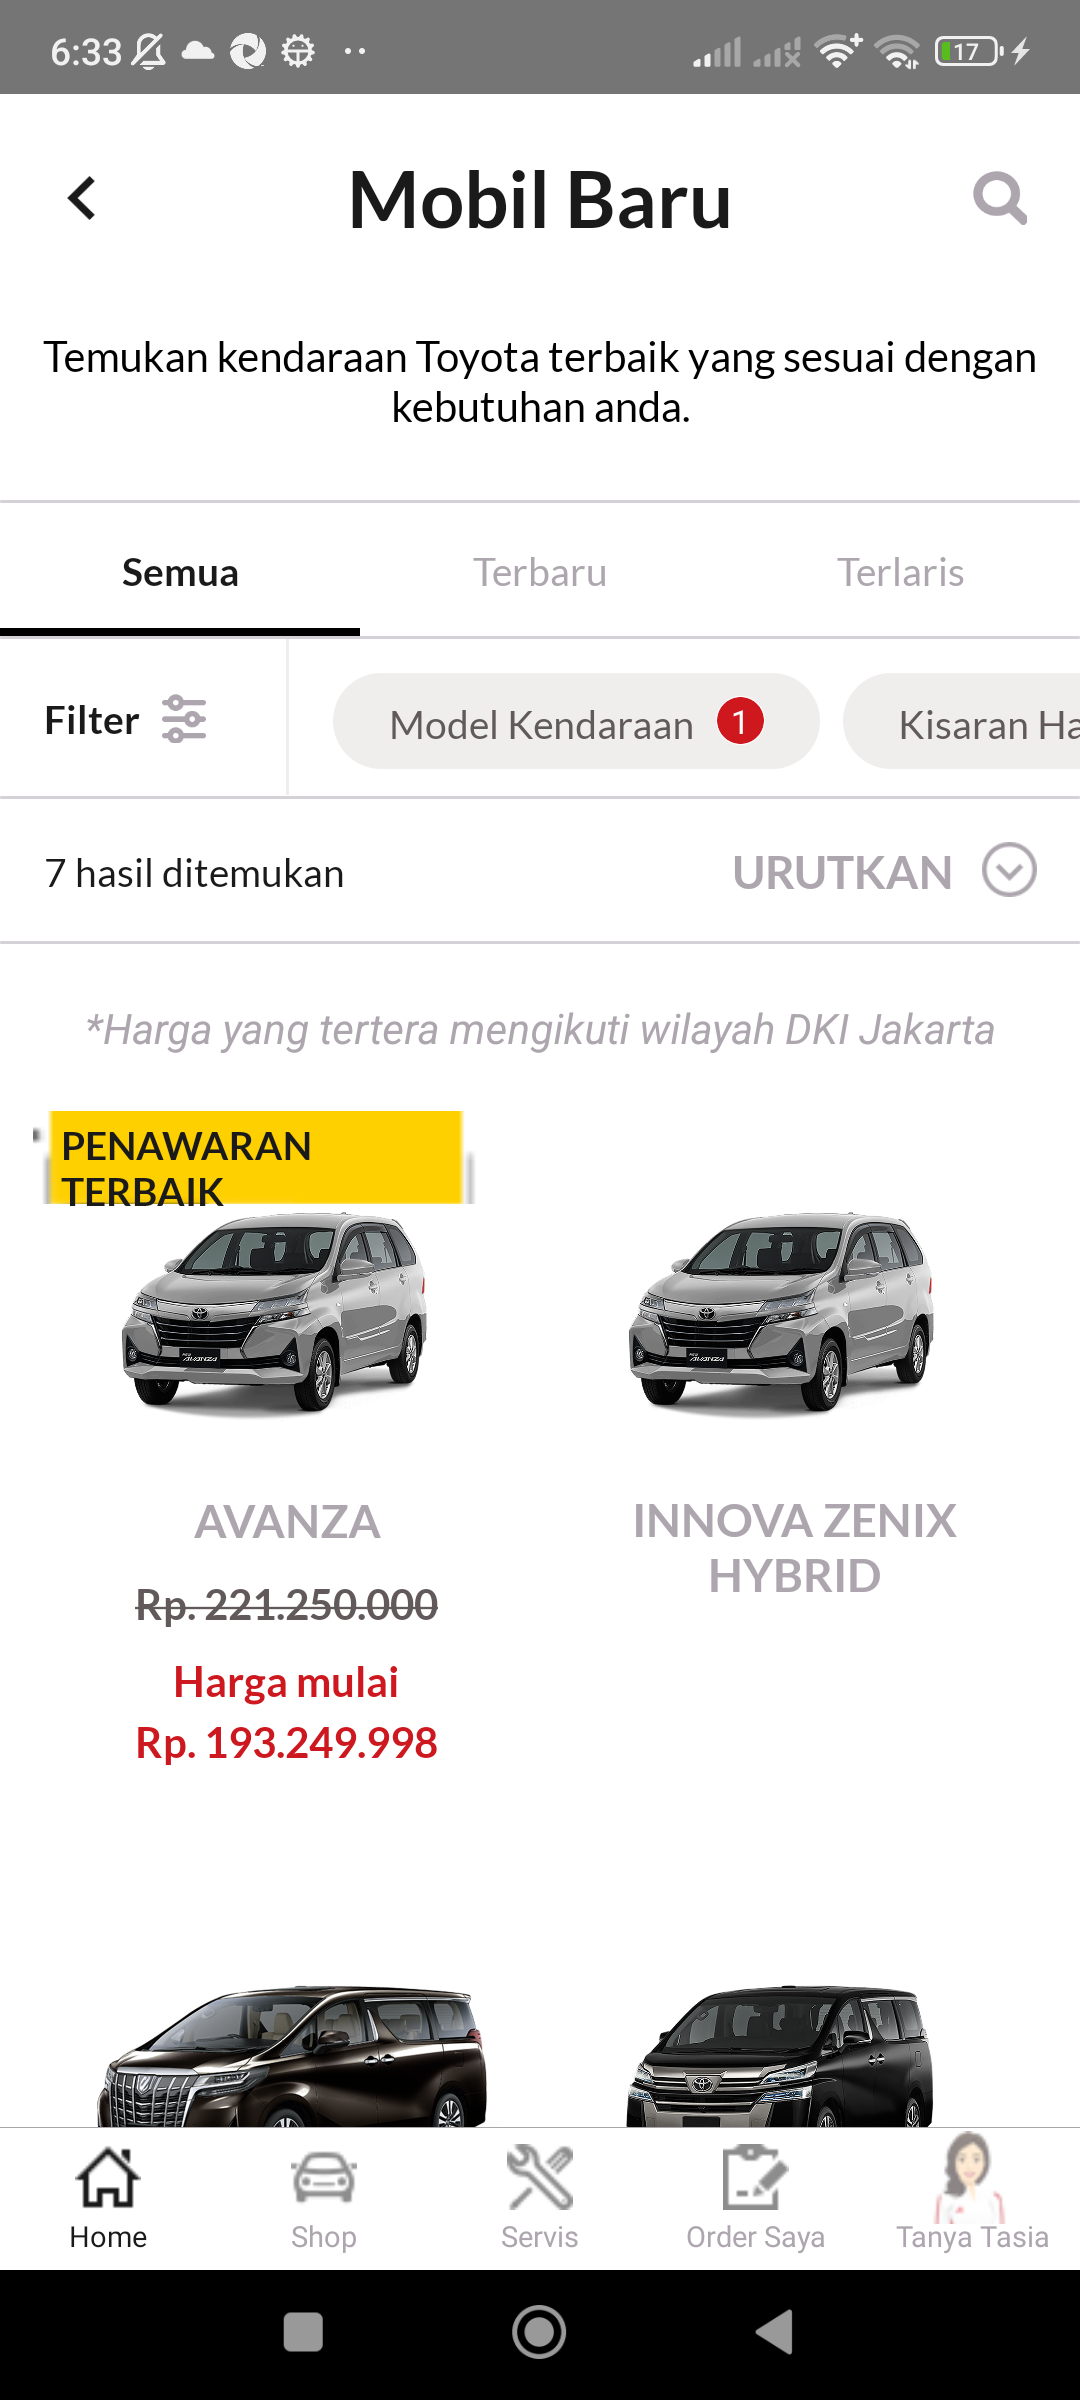 6:33
17
Mobil Baru
Temukan kendaraan Toyota terbaik yang sesuai dengan
kebutuhan anda.
Semua
Terbaru
Terlaris
Filter
Model Kendaraan 1
Kisaran Ha
7 hasil ditemukan
URUTKAN
*Harga yang tertera mengikuti wilayah DKI Jakarta
PENAWARAN
TERBAIK
AVANZA
AVANZA
AVANZA
Rp. 221.250.000
Harga mulai
Rp. 193.249.998
INNOVA ZENIX
HYBRID
Home
Shop
Servis
Order Saya
Tanya Tasia